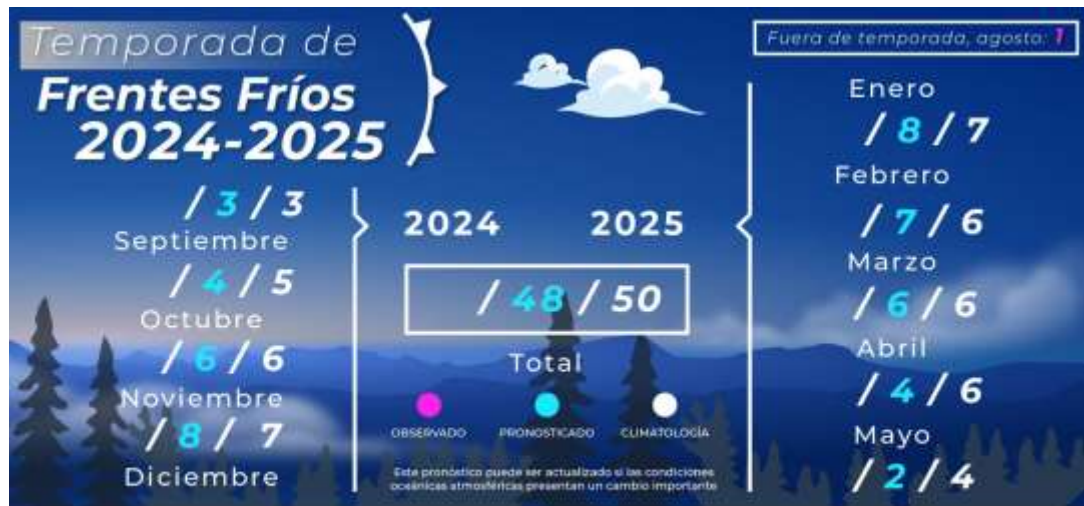 Temporada de
Frentes Fríos
2024-2025
/ 3 / 3
Septiembre
/ 4 / 5
Octubre
/ 6 / 6
Noviembre
/ 8 / 7
Diciembre
2024 2025
/ 48 / 50
Total
OBSERVADO PRONOSTICADO CLIMATOLOGÍA
Este pronóstico puede ser actualizado si las condiciones
oceánicas atmosféricas presentan un cambio importante
Fuera de temporada, agosto: 1
Enero
/ 8 / 7
Febrero
/ 7 / 6
Marzo
/ 6 / 6
Abril
/ 4 / 6
Mayo
/ 2 / 4